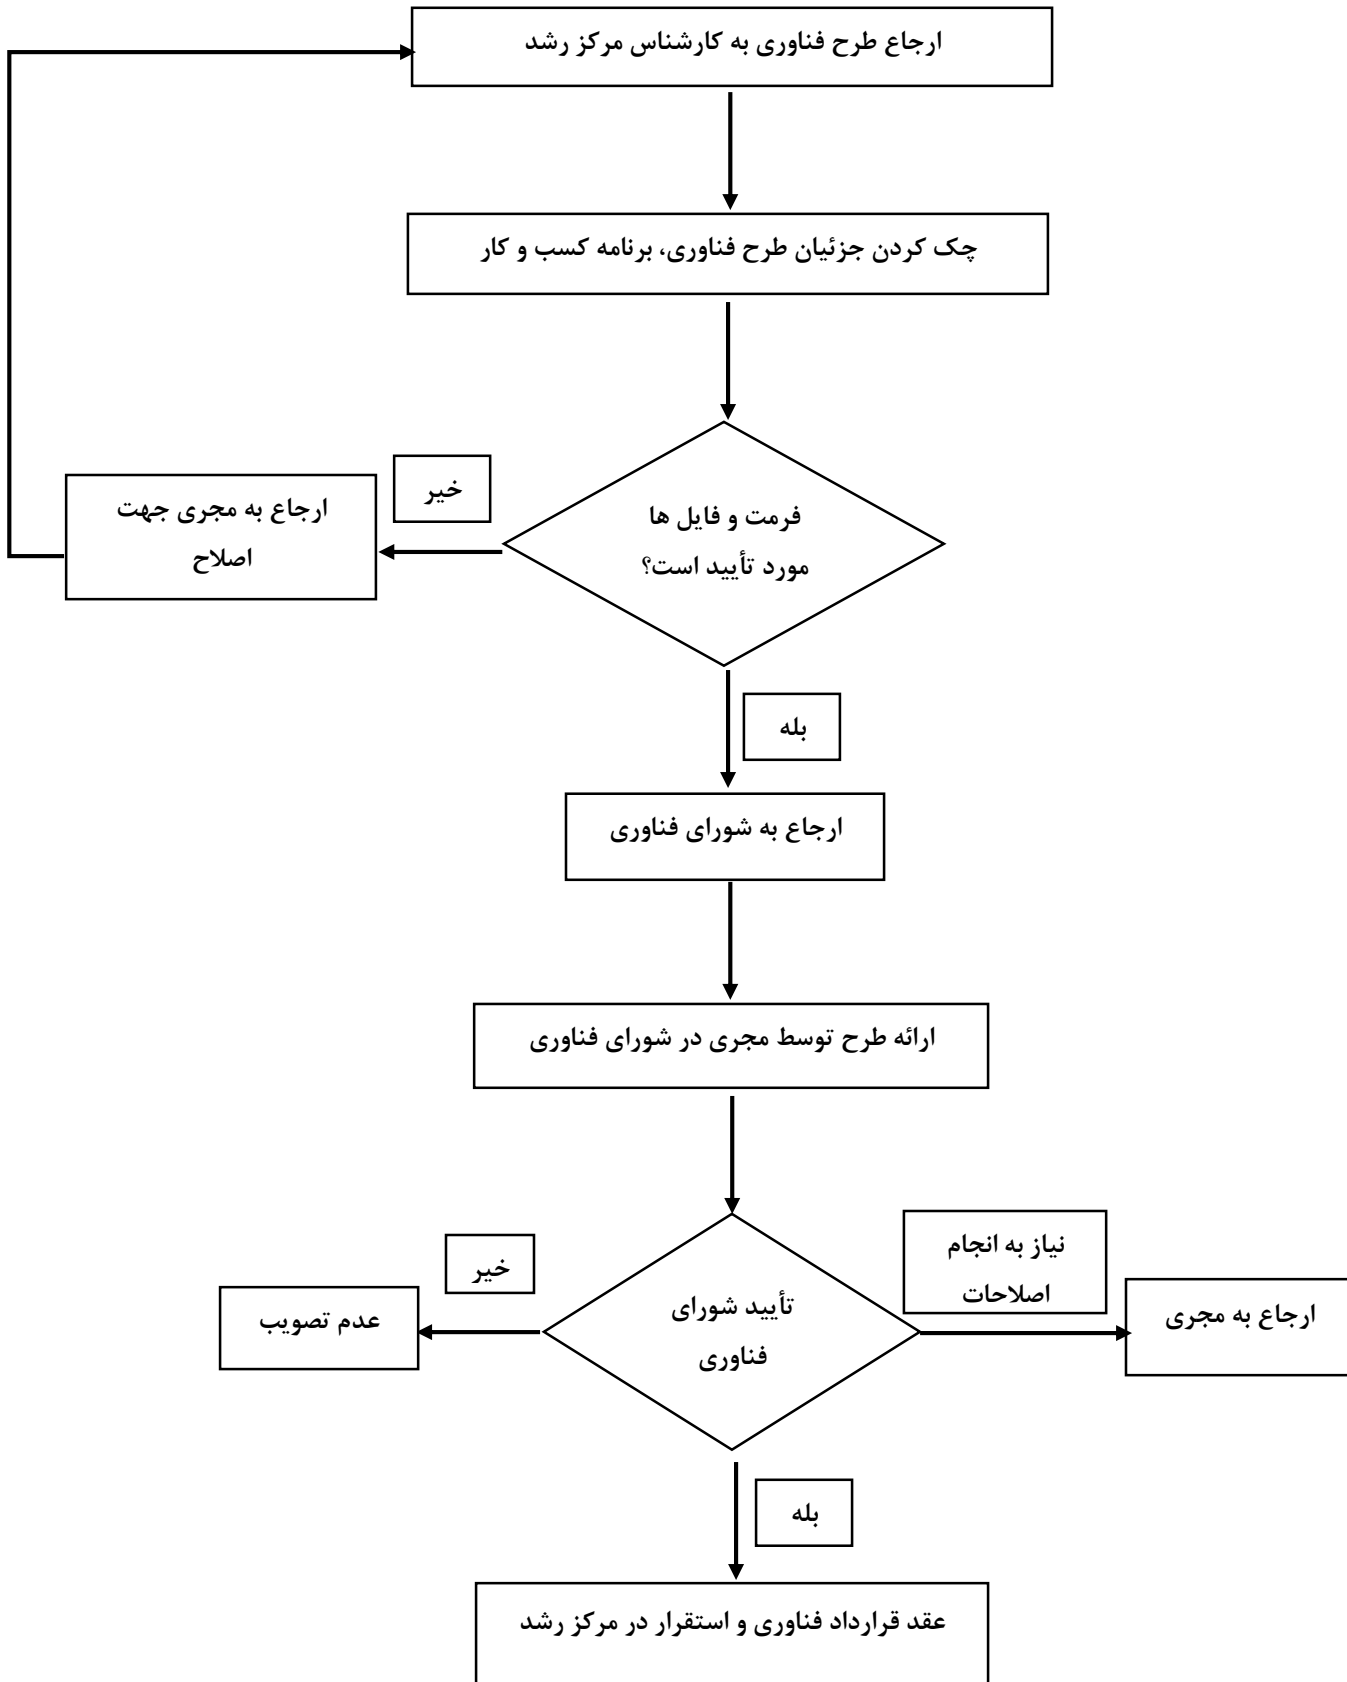 ارجاع طرح فناوری به کارشناس مرکز رشد
چک کردن جزئیان طرح فناوری، برنامه کسب و کار
فرمت و فایل ها
مورد تأیید است؟
خیر
ارجاع به مجری جهت
اصلاح
بله
ارجاع به شورای فناوری
ارائه طرح توسط مجری در شورای فناوری
تأیید شورای
فناوری
نیاز به انجام
اصلاحات
ارجاع به مجری
خیر
عدم تصویب
بله
عقد قرارداد فناوری و استقرار در مرکز رشد